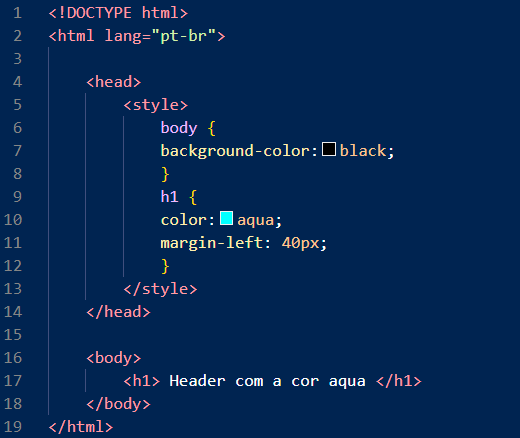 1 <!DOCTYPE html>
2 <html lang="pt-br">
3
4     <head>
5         <style>
6             body {
7             background-color: black;
8             }
9             h1 {
10             color: aqua;
11             margin-left: 40px;
12             }
13         </style>
14     </head>
15
16     <body>
17         <h1> Header com a cor aqua </h1>
18     </body>
19 </html>